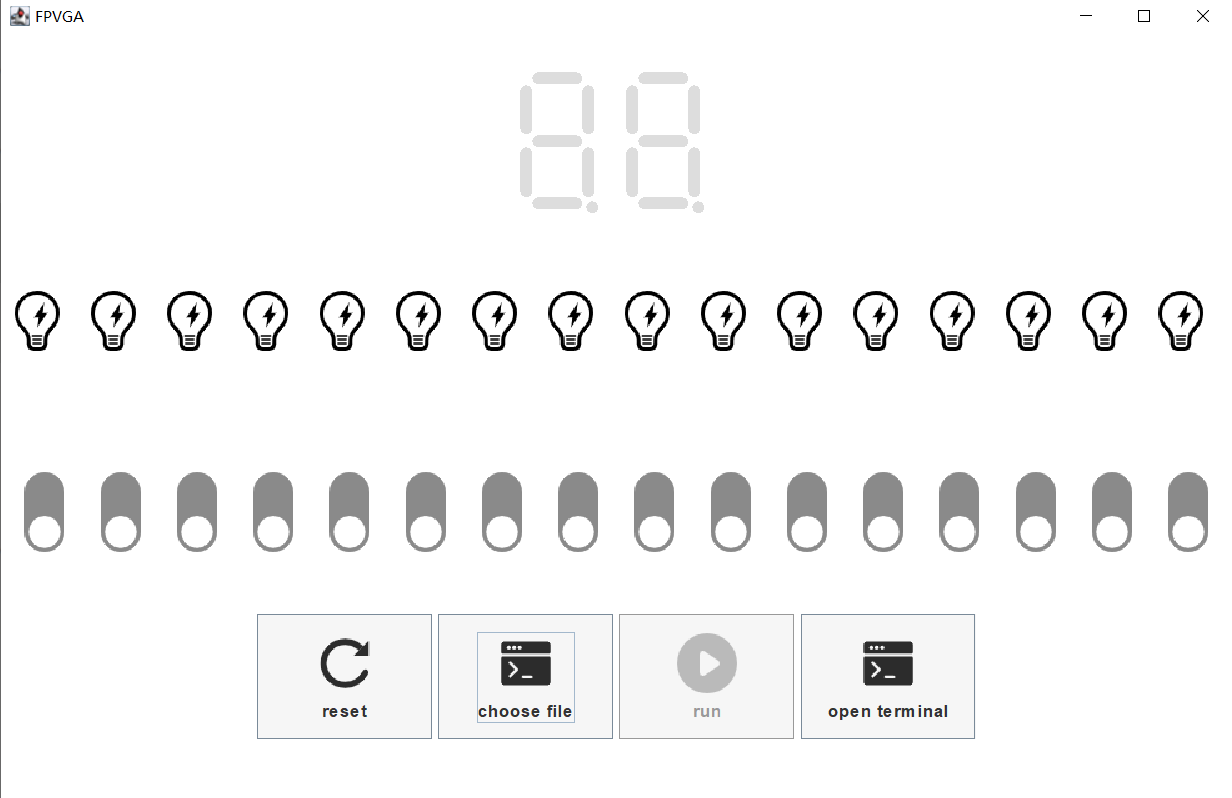 FPVGA
reset
choose file
run
open terminal